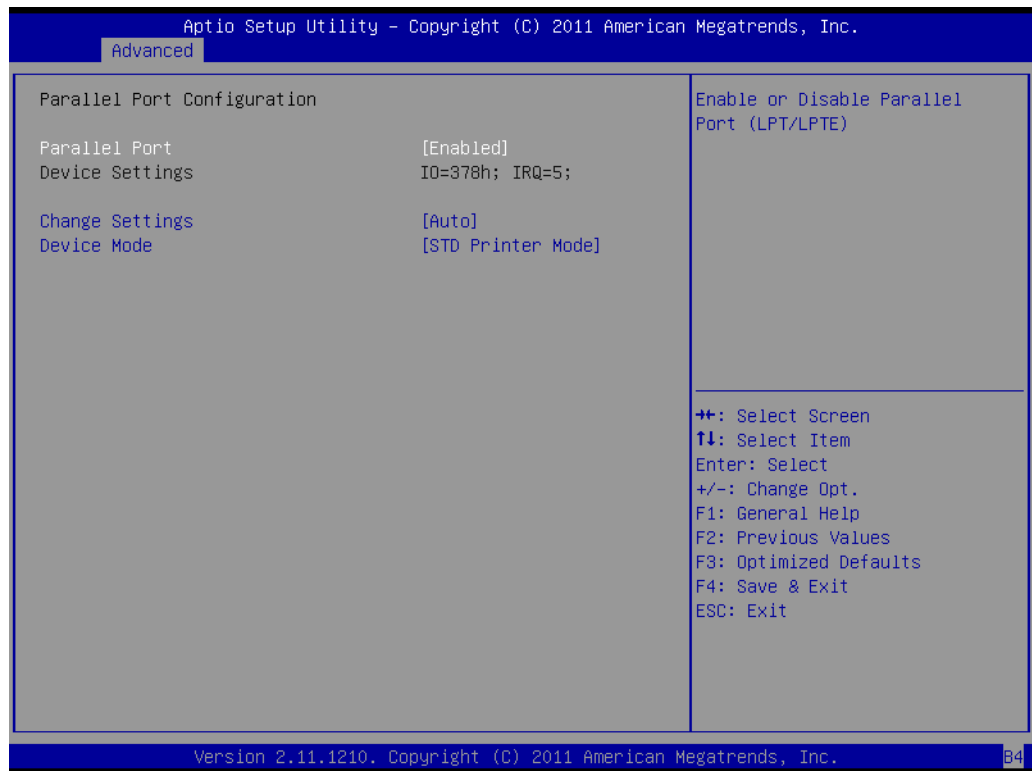 Aptio Setup Utility – Copyright (C) 2011 American Megatrends, Inc.
Advanced
Parallel Port Configuration
Parallel Port [Enabled]
Device Settings IO=378h; IRQ=5;
Change Settings [Auto]
Device Mode [STD Printer Mode]
Enable or Disable Parallel
Port (LPT/LPTE)
→←: Select Screen
↑↓: Select Item
Enter: Select
+/-: Change Opt.
F1: General Help
F2: Previous Values
F3: Optimized Defaults
F4: Save & Exit
ESC: Exit
Version 2.11.1210. Copyright (C) 2011 American Megatrends, Inc.
B4